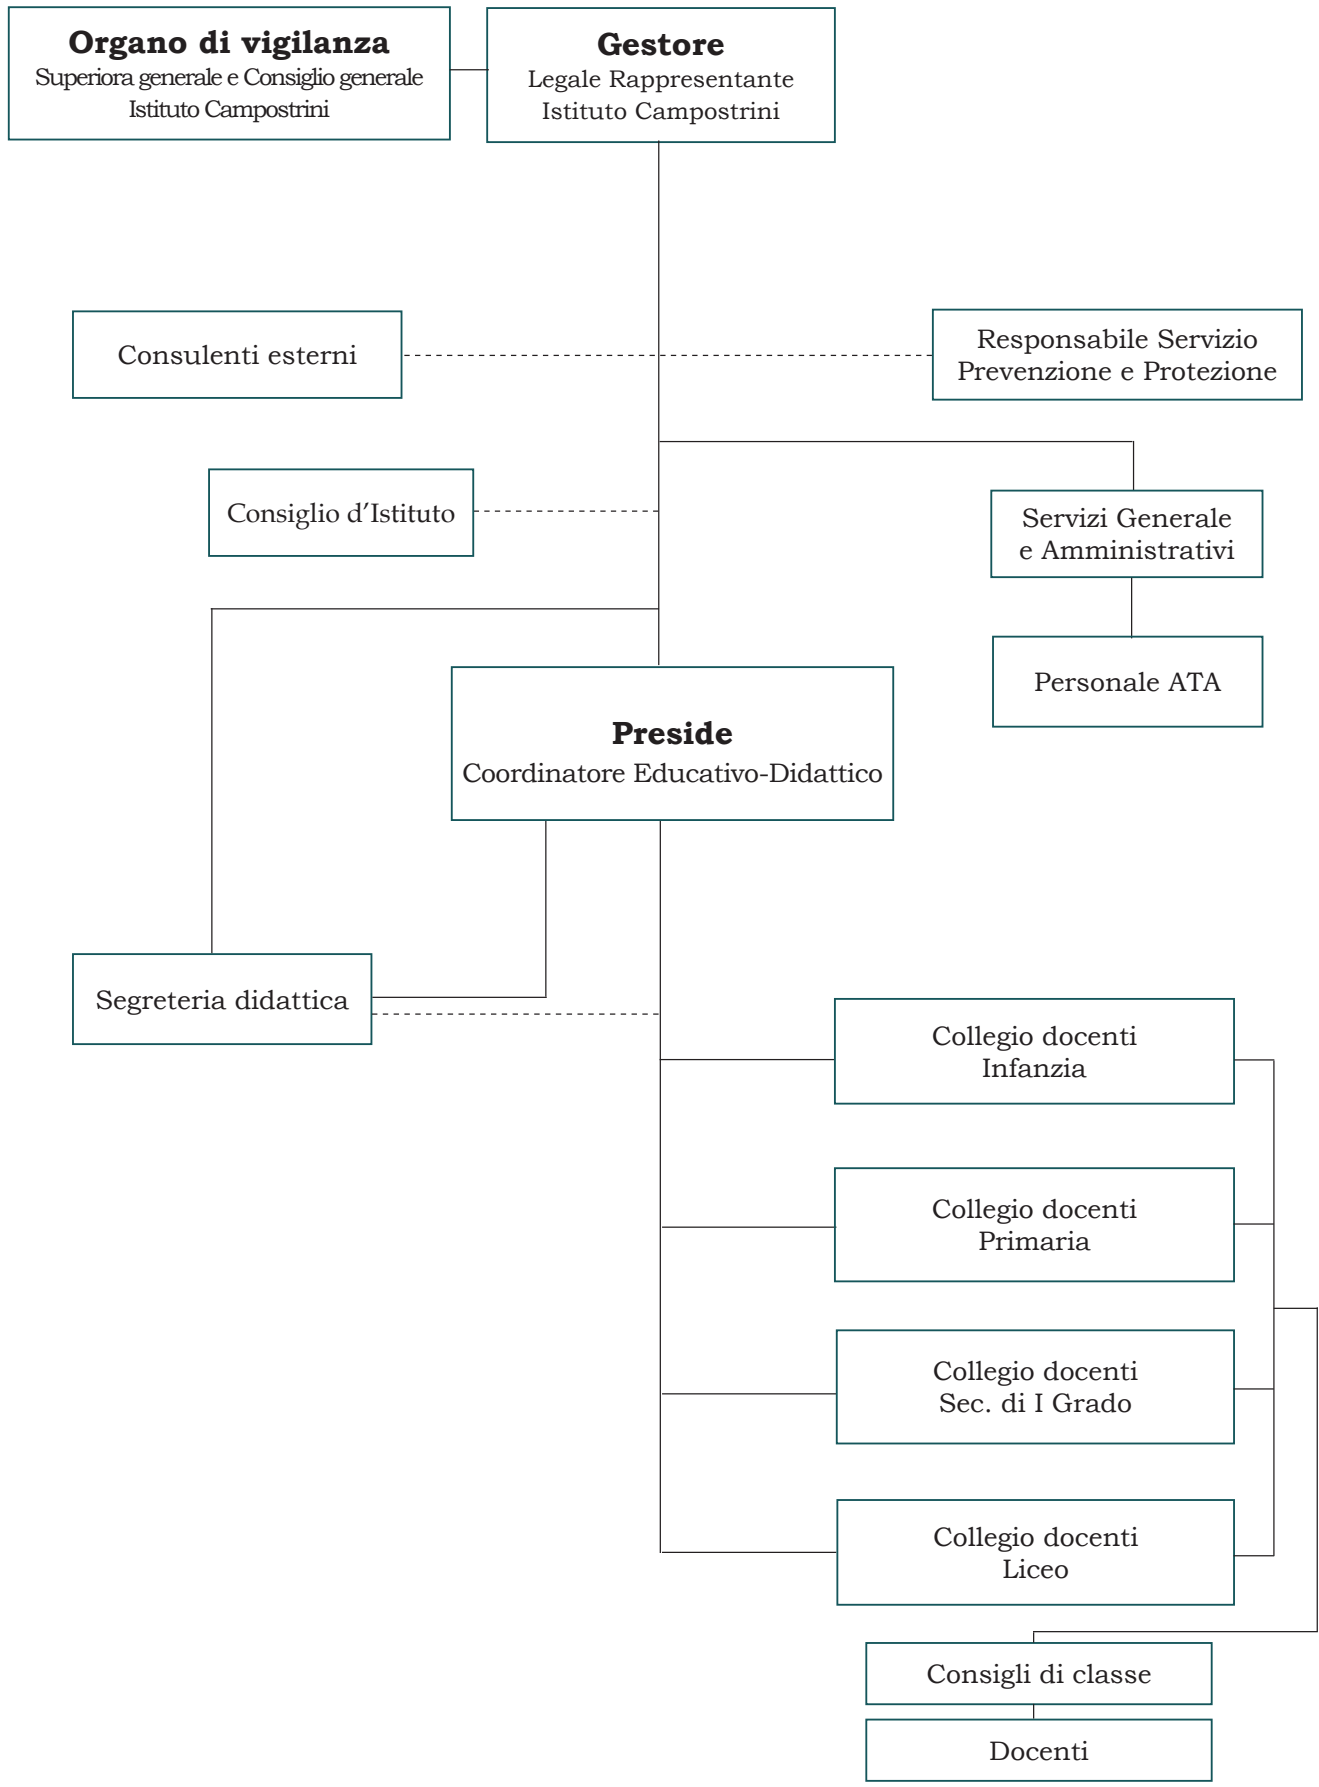 Organo di vigilanza
Superiora generale e Consiglio generale
Istituto Campostrini
Gestore
Legale Rappresentante
Istituto Campostrini
Consulenti esterni
Responsabile Servizio
Prevenzione e Protezione
Consiglio d'Istituto
Servizi Generale
e Amministrativi
Personale ATA
Preside
Coordinatore Educativo-Didattico
Segreteria didattica
Collegio docenti
Infanzia
Collegio docenti
Primaria
Collegio docenti
Sec. di I Grado
Collegio docenti
Liceo
Consigli di classe
Docenti